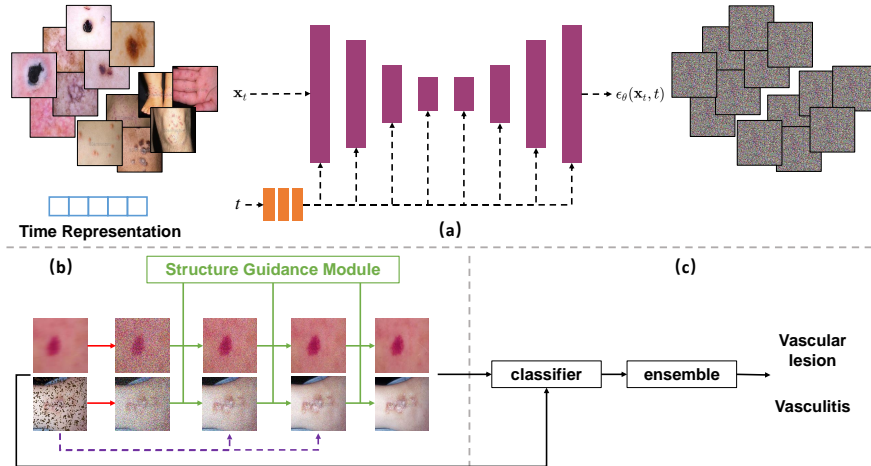 x_t
ϵ_θ(x_t, t)
t
Time Representation
(a)
(b)
Structure Guidance Module
(c)
classifier
ensemble
Vascular
lesion
Vasculitis